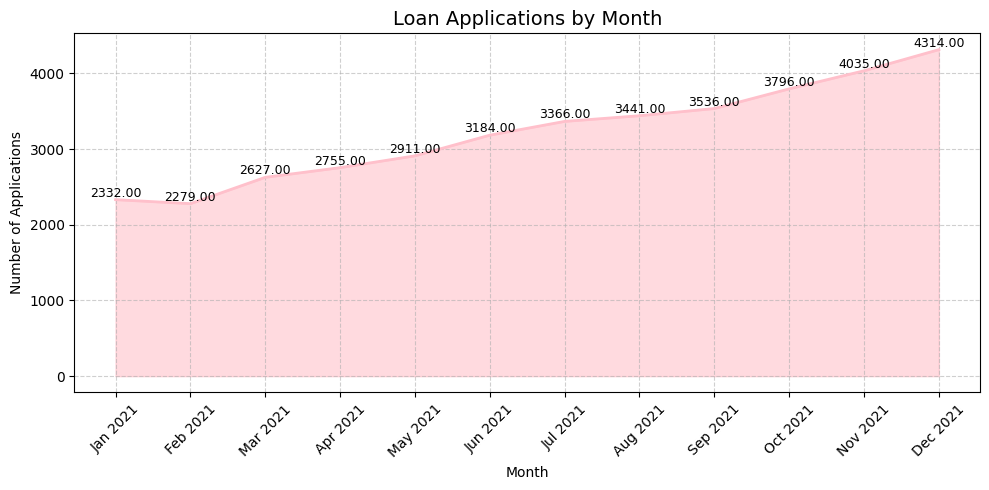 Loan Applications by Month
Number of Applications
4000
3000
2000
1000
0
2332.00
2279.00
2627.00
2755.00
2911.00
3184.00
3366.00
3441.00
3536.00
3796.00
4035.00
4314.00
Jan 2021
Feb 2021
Mar 2021
Apr 2021
May 2021
Jun 2021
Jul 2021
Aug 2021
Sep 2021
Oct 2021
Nov 2021
Dec 2021
Month